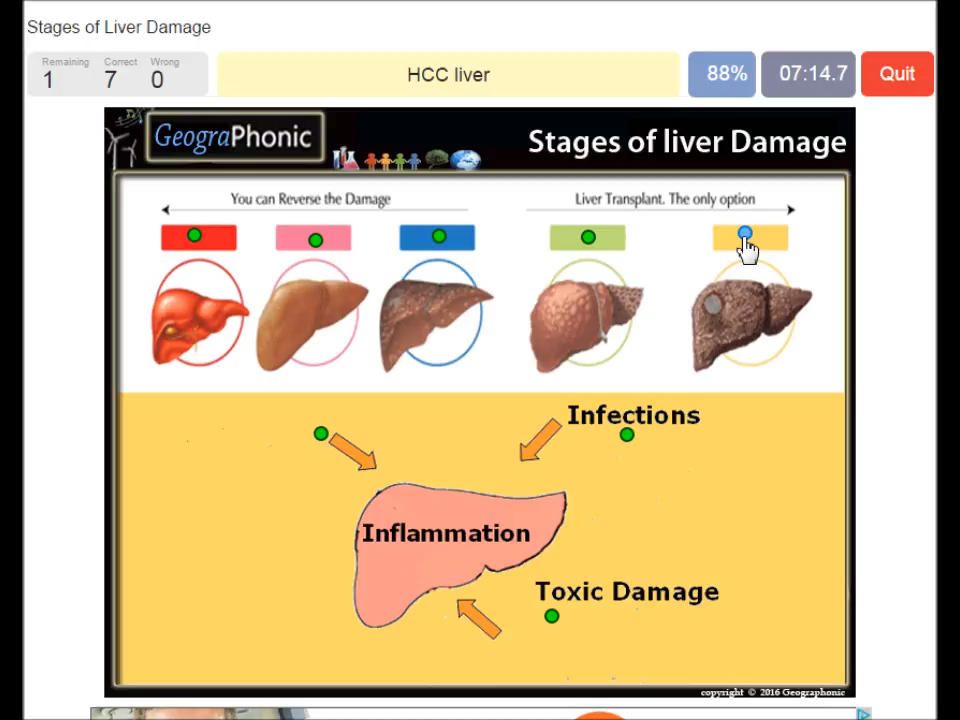 Stages of Liver Damage
Remaining Correct Wrong
1 7 0
HCC liver
88%
07:14.7
Quit
GeograPhonic
Stages of liver Damage
You can Reverse the Damage
Liver Transplant. The only option
Infections
Inflammation
Toxic Damage
copyright © 2016 Geographonic